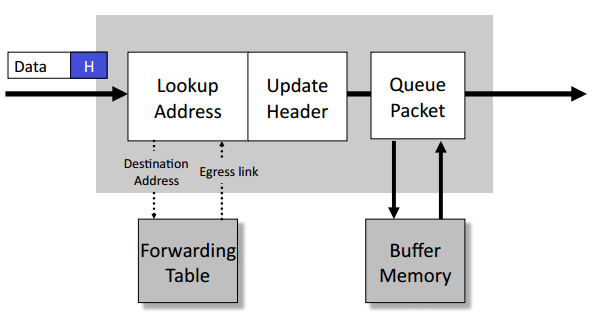 Data H
Lookup
Address
Update
Header
Queue
Packet
Destination
Address
Egress link
Forwarding
Table
Buffer
Memory